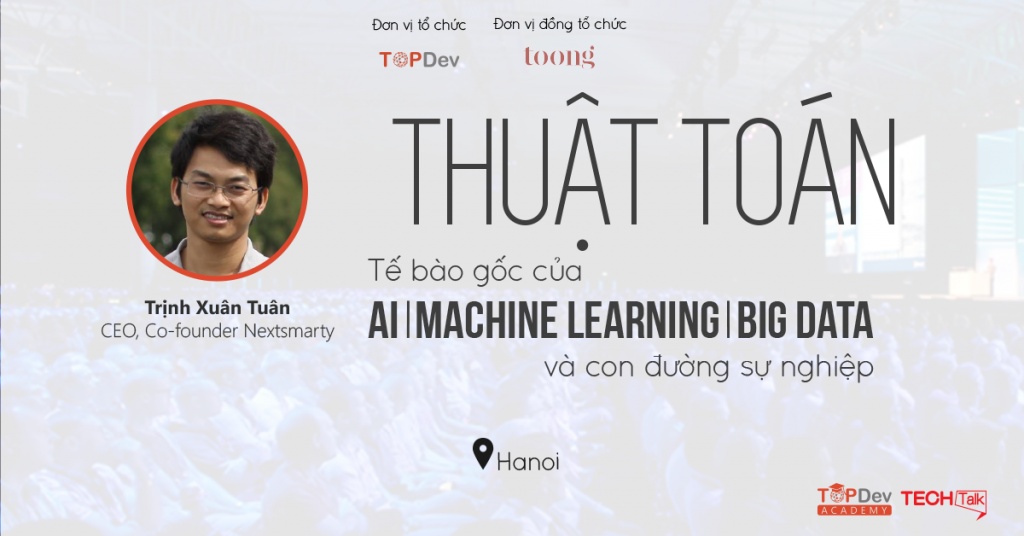 Đơn vị tổ chức
Đơn vị đồng tổ chức
TOPDev
toong
THUẬT TOÁN
Tế bào gốc của
AI|MACHINE LEARNING|BIG DATA
và con đường sự nghiệp
Trịnh Xuân Tuân
CEO, Co-founder Nextsmarty
Hanoi
TOPDev
ACADEMY
TECH Talk